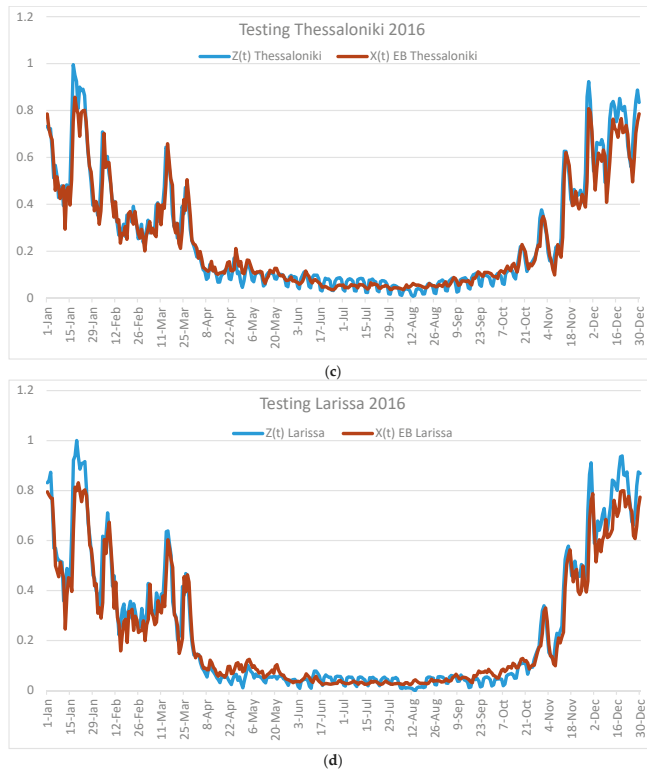 Testing Thessaloniki 2016
Z(t) Thessaloniki X(t) EB Thessaloniki
1.2
1
0.8
0.6
0.4
0.2
0
1-Jan 15-Jan 29-Jan 12-Feb 26-Feb 11-Mar 25-Mar 8-Apr 22-Apr 6-May 20-May 3-Jun 17-Jun 1-Jul 15-Jul 29-Jul 12-Aug 26-Aug 9-Sep 23-Sep 7-Oct 21-Oct 4-Nov 18-Nov 2-Dec 16-Dec 30-Dec
(c)
Testing Larissa 2016
Z(t) Larissa X(t) EB Larissa
1.2
1
0.8
0.6
0.4
0.2
0
1-Jan 15-Jan 29-Jan 12-Feb 26-Feb 11-Mar 25-Mar 8-Apr 22-Apr 6-May 20-May 3-Jun 17-Jun 1-Jul 15-Jul 29-Jul 12-Aug 26-Aug 9-Sep 23-Sep 7-Oct 21-Oct 4-Nov 18-Nov 2-Dec 16-Dec 30-Dec
(d)